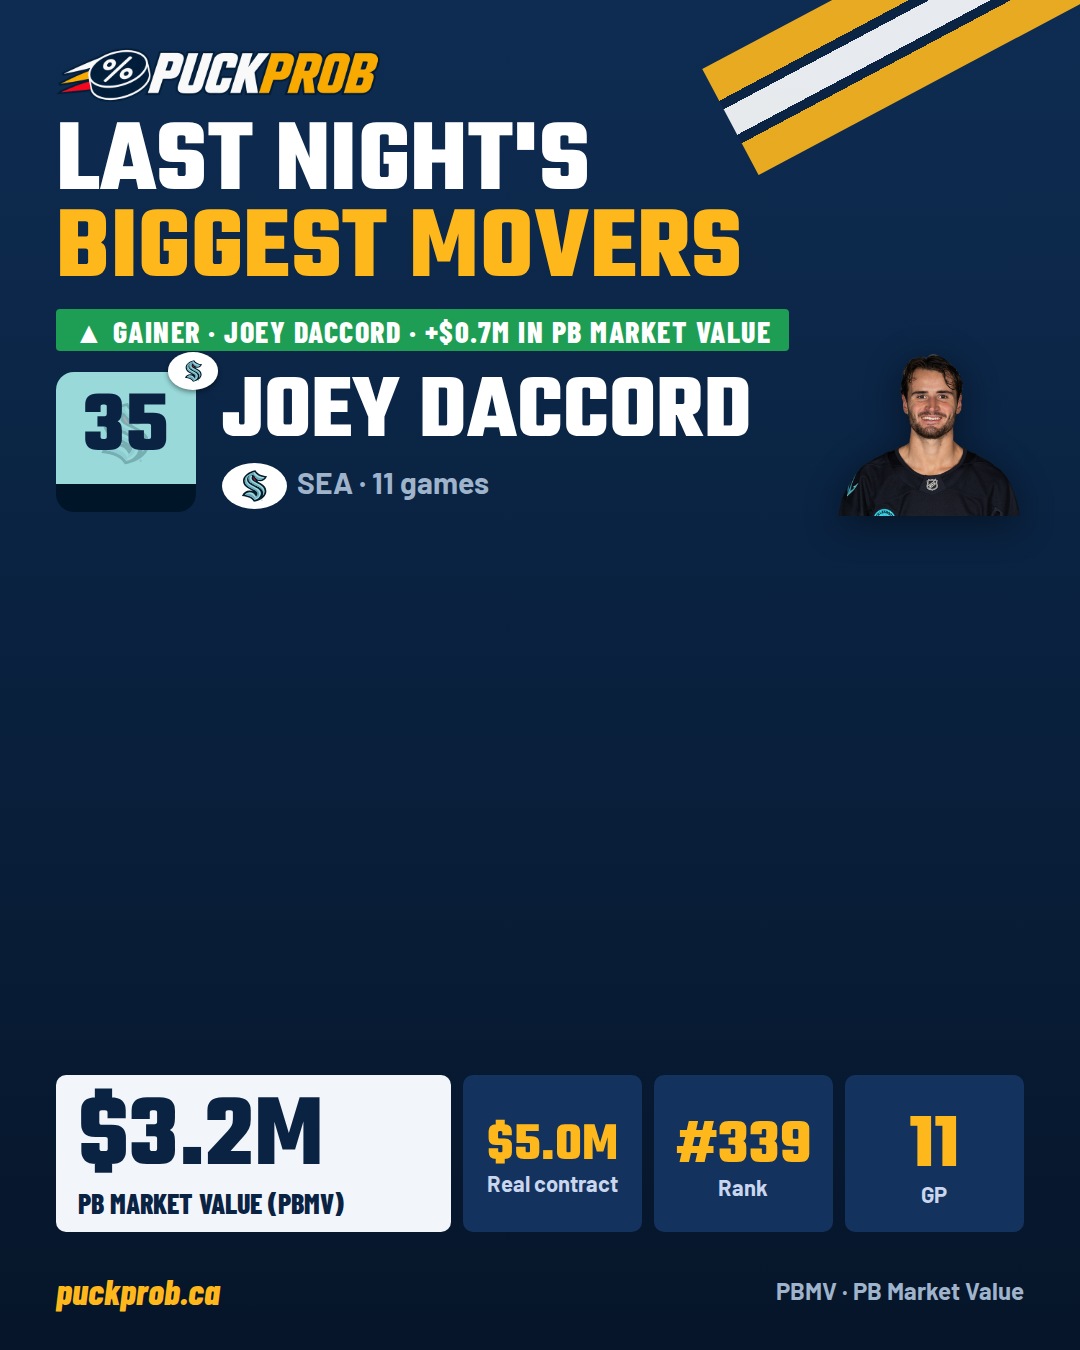 %PUCKPROB
LAST NIGHT'S
BIGGEST MOVERS
▲ GAINER · JOEY DACCORD · +$0.7M IN PB MARKET VALUE
35
JOEY DACCORD
SEA · 11 games
$3.2M
PB MARKET VALUE (PBMV)
$5.0M
Real contract
#339
Rank
11
GP
puckprob.ca
PBMV · PB Market Value